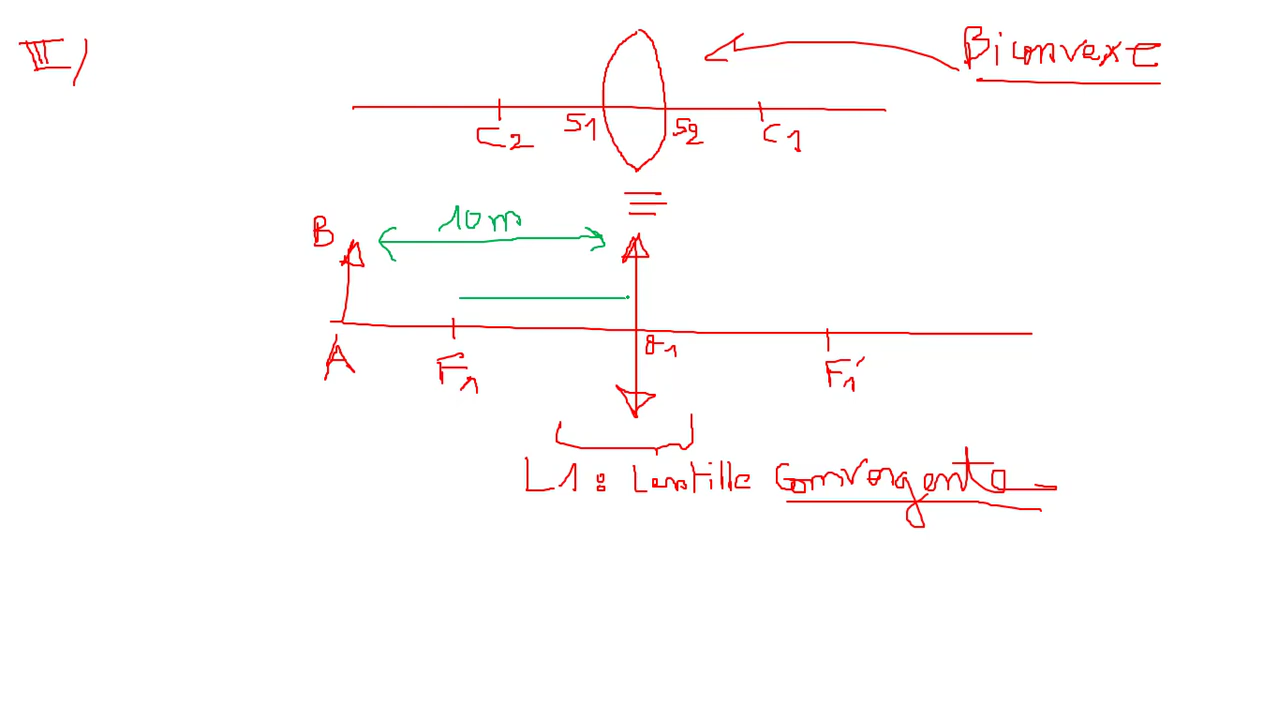 III)
Biconvexe
C2 S1 S2 C1
10m
B
A F1 O1 F1'
L1 : Lentille Convergente